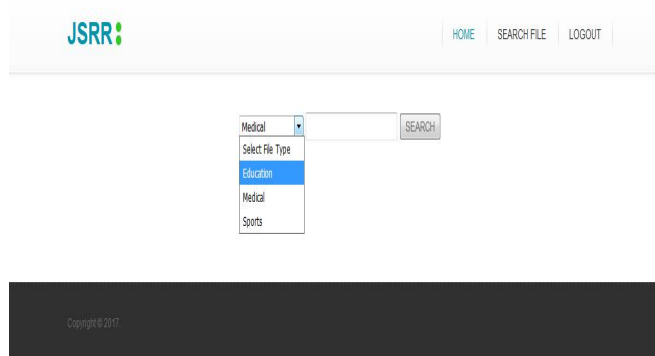 JSRR:
HOME SEARCH FILE LOGOUT
Medical SEARCH
Select File Type
Education
Medical
Sports
Copyright © 2017.